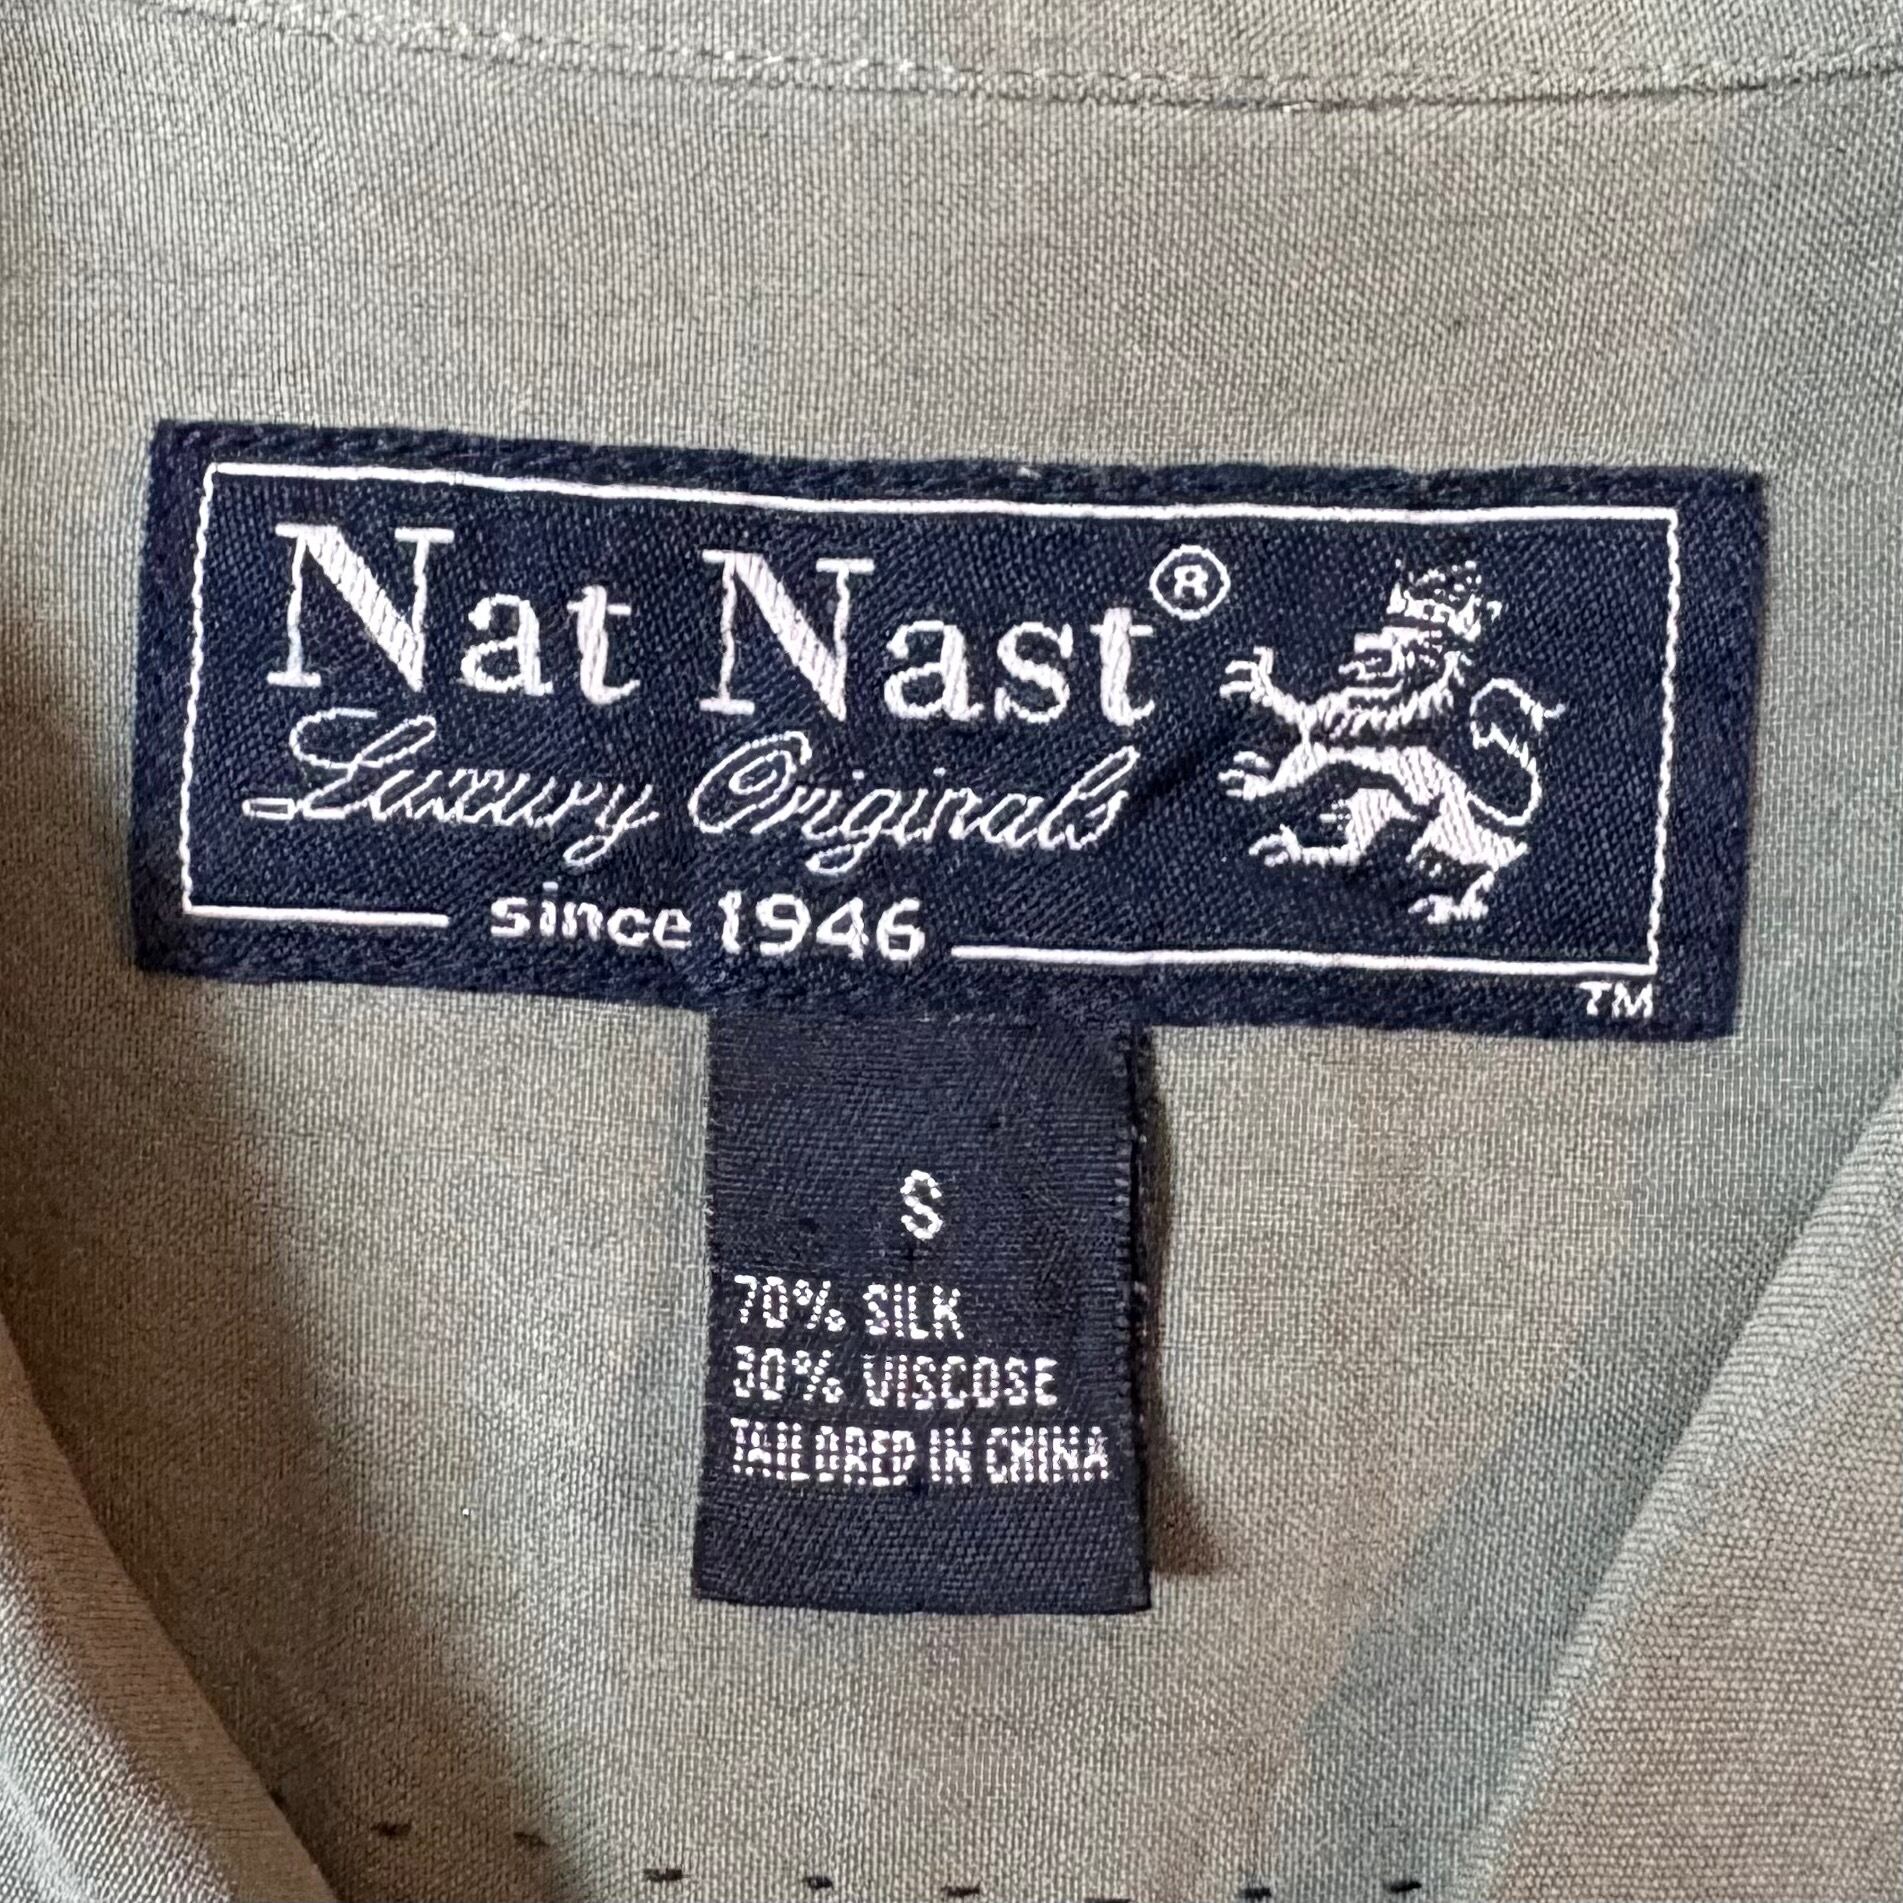 Nat Nast®
Luxury Originals
since 1946
TM
S
70% SILK
30% VISCOSE
TAILORED IN CHINA